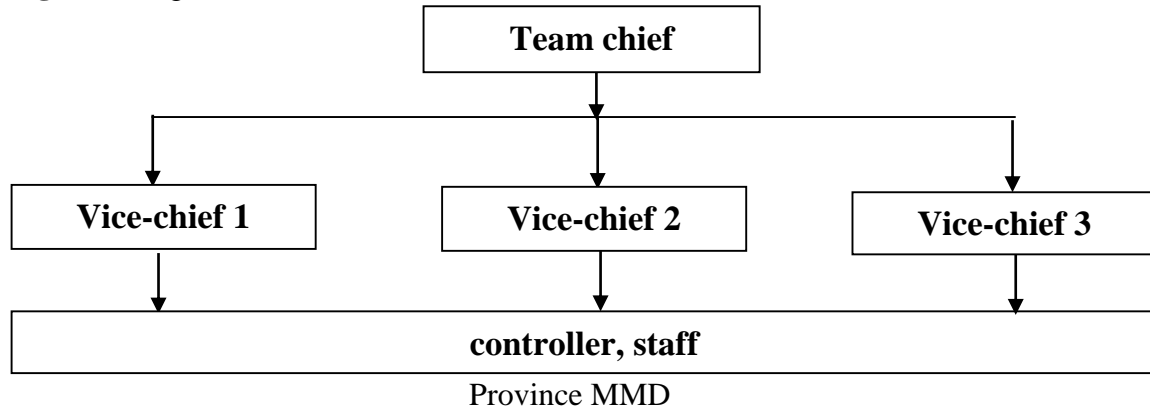 Team chief
Vice-chief 1
Vice-chief 2
Vice-chief 3
controller, staff
Province MMD